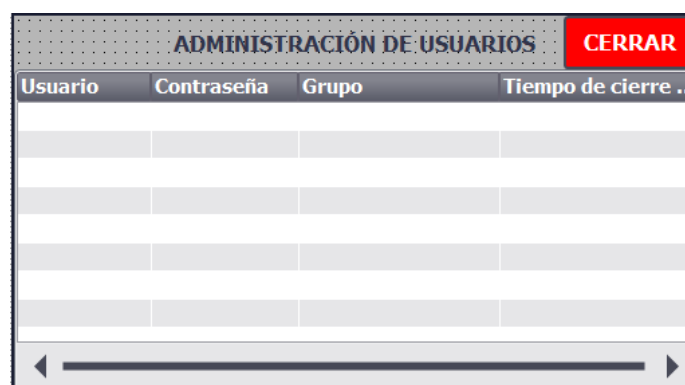 ADMINISTRACIÓN DE USUARIOS CERRAR
Usuario Contraseña Grupo Tiempo de cierre ..